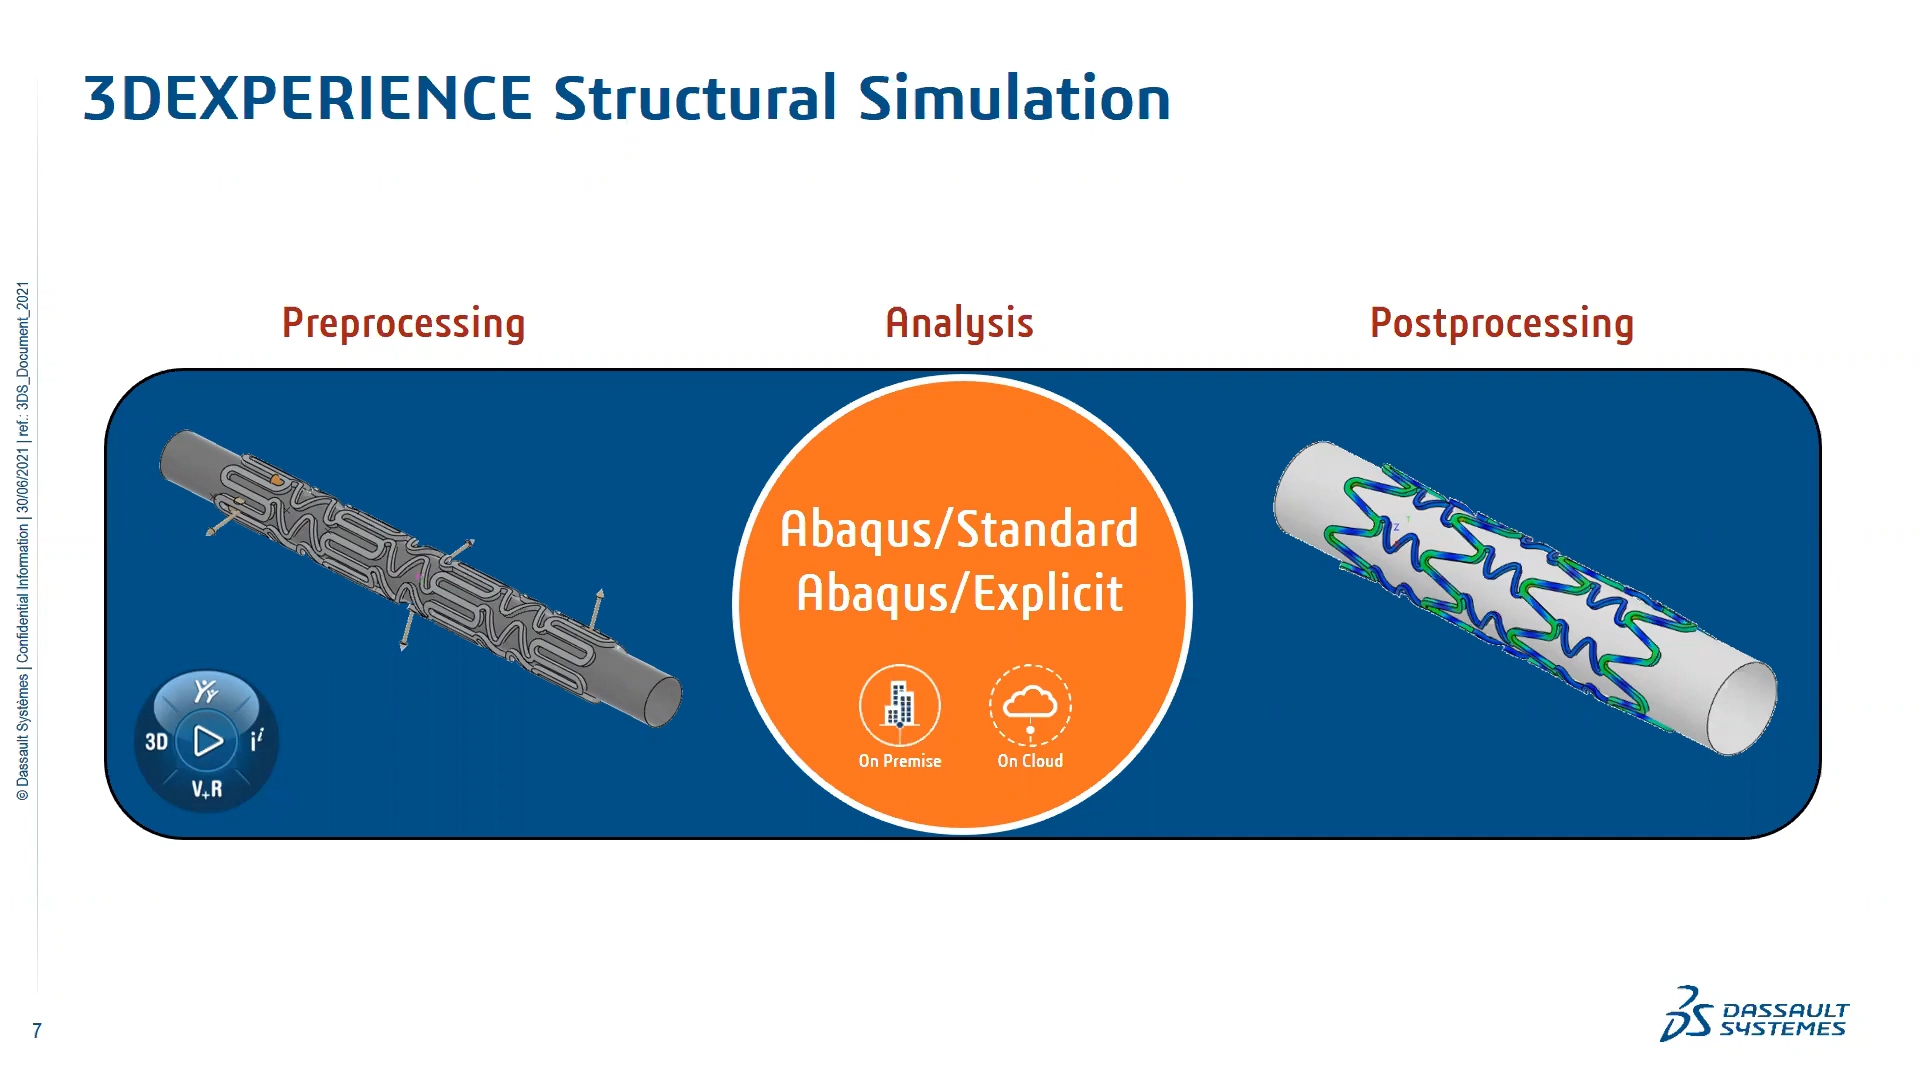 3DEXPERIENCE Structural Simulation
Preprocessing
Analysis
Postprocessing
Abaqus/Standard
Abaqus/Explicit
On Premise
On Cloud
3D
i i
V+R
Z
Y
© Dassault Systèmes | Confidential Information | 30/06/2021 | ref.: 3DS_Document_2021
7
3DS DASSAULT
SYSTEMES